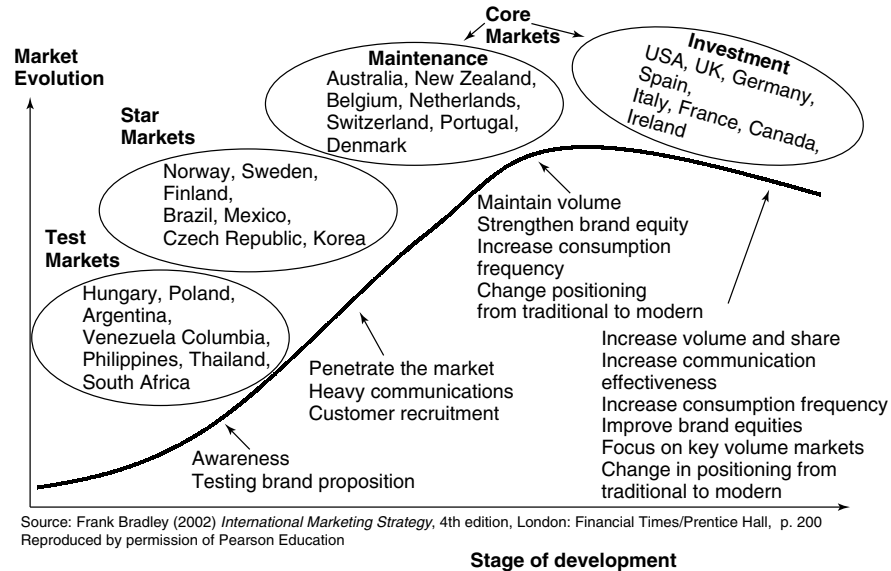 Core
Markets
Market
Evolution
Maintenance
Australia, New Zealand,
Belgium, Netherlands,
Switzerland, Portugal,
Denmark
Investment
USA, UK, Germany,
Spain,
Italy, France, Canada,
Ireland
Star
Markets
Norway, Sweden,
Finland,
Brazil, Mexico,
Czech Republic, Korea
Test
Markets
Hungary, Poland,
Argentina,
Venezuela Columbia,
Philippines, Thailand,
South Africa
Maintain volume
Strengthen brand equity
Increase consumption
frequency
Change positioning
from traditional to modern
Increase volume and share
Increase communication
effectiveness
Increase consumption frequency
Improve brand equities
Focus on key volume markets
Change in positioning from
traditional to modern
Penetrate the market
Heavy communications
Customer recruitment
Awareness
Testing brand proposition
Source: Frank Bradley (2002) International Marketing Strategy, 4th edition, London: Financial Times/Prentice Hall, p. 200
Reproduced by permission of Pearson Education
Stage of development